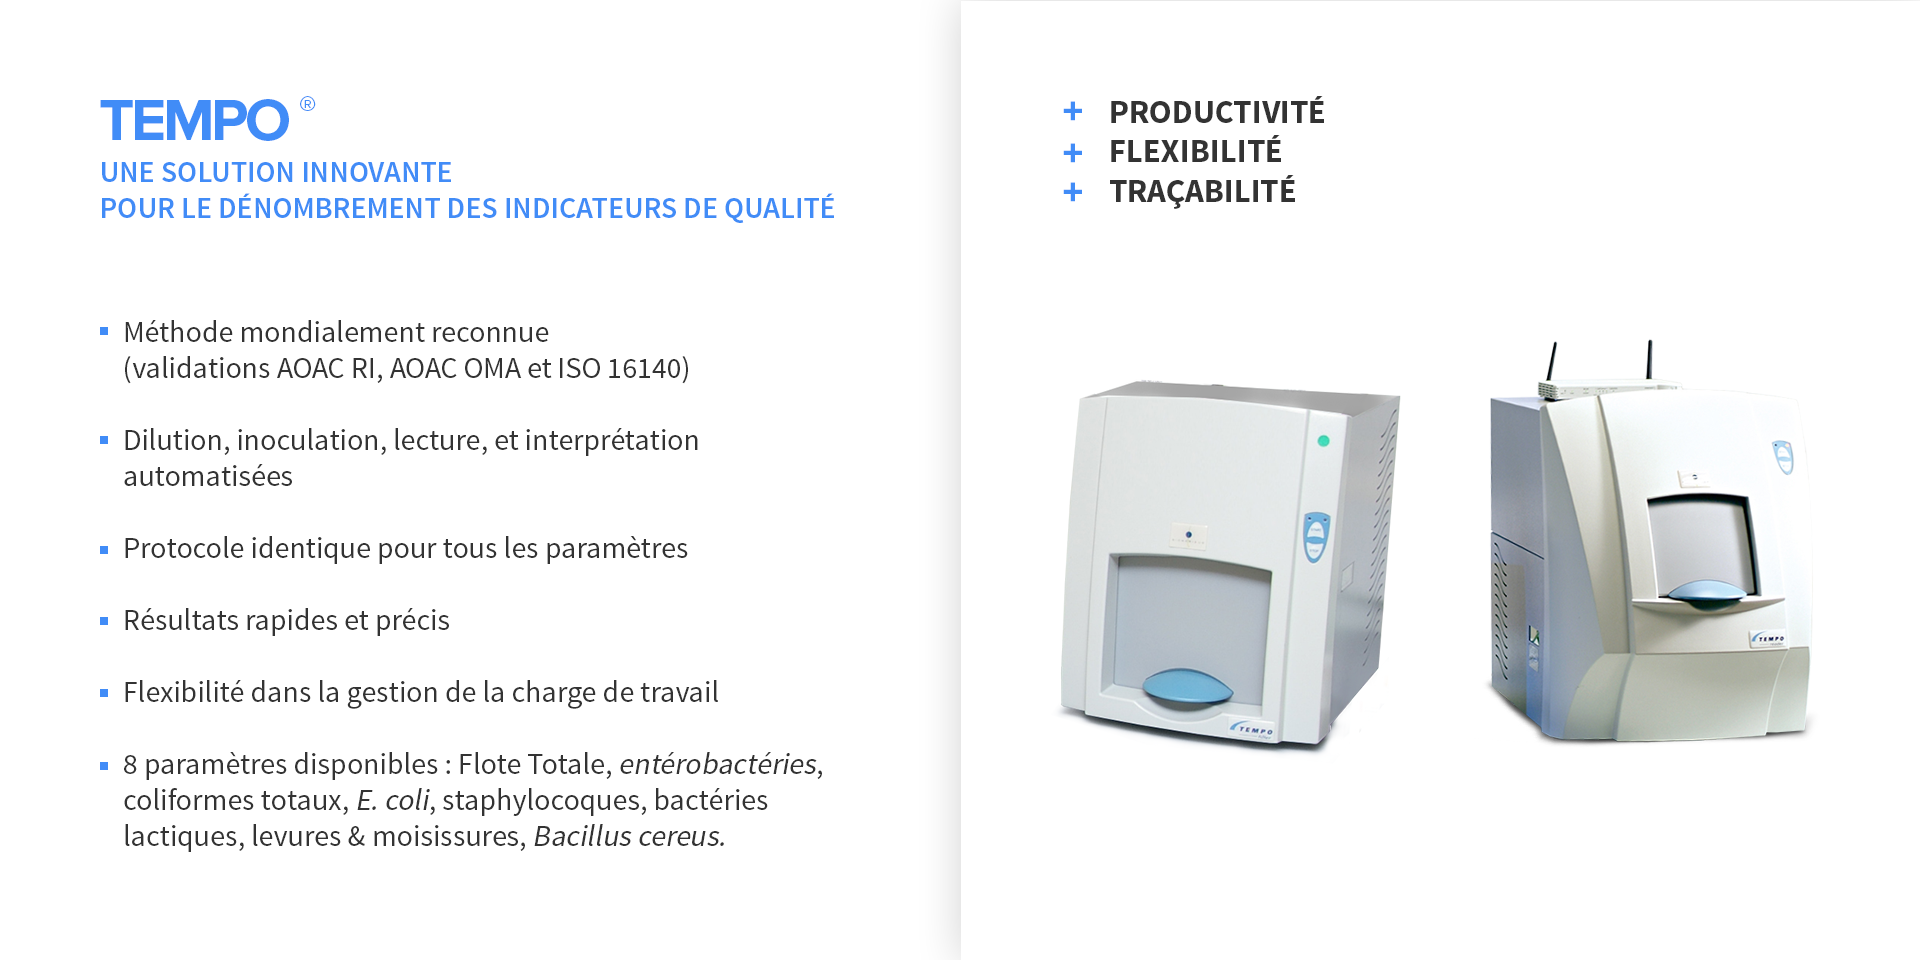 TEMPO ®
UNE SOLUTION INNOVANTE
POUR LE DÉNOMBREMENT DES INDICATEURS DE QUALITÉ
Méthode mondialement reconnue
(validations AOAC RI, AOAC OMA et ISO 16140)
Dilution, inoculation, lecture, et interprétation
automatisées
Protocole identique pour tous les paramètres
Résultats rapides et précis
Flexibilité dans la gestion de la charge de travail
8 paramètres disponibles : Flote Totale, entérobactéries,
coliformes totaux, E. coli, staphylocoques, bactéries
lactiques, levures & moisissures, Bacillus cereus.
+ PRODUCTIVITÉ
+ FLEXIBILITÉ
+ TRAÇABILITÉ
TEMPO
TEMPO